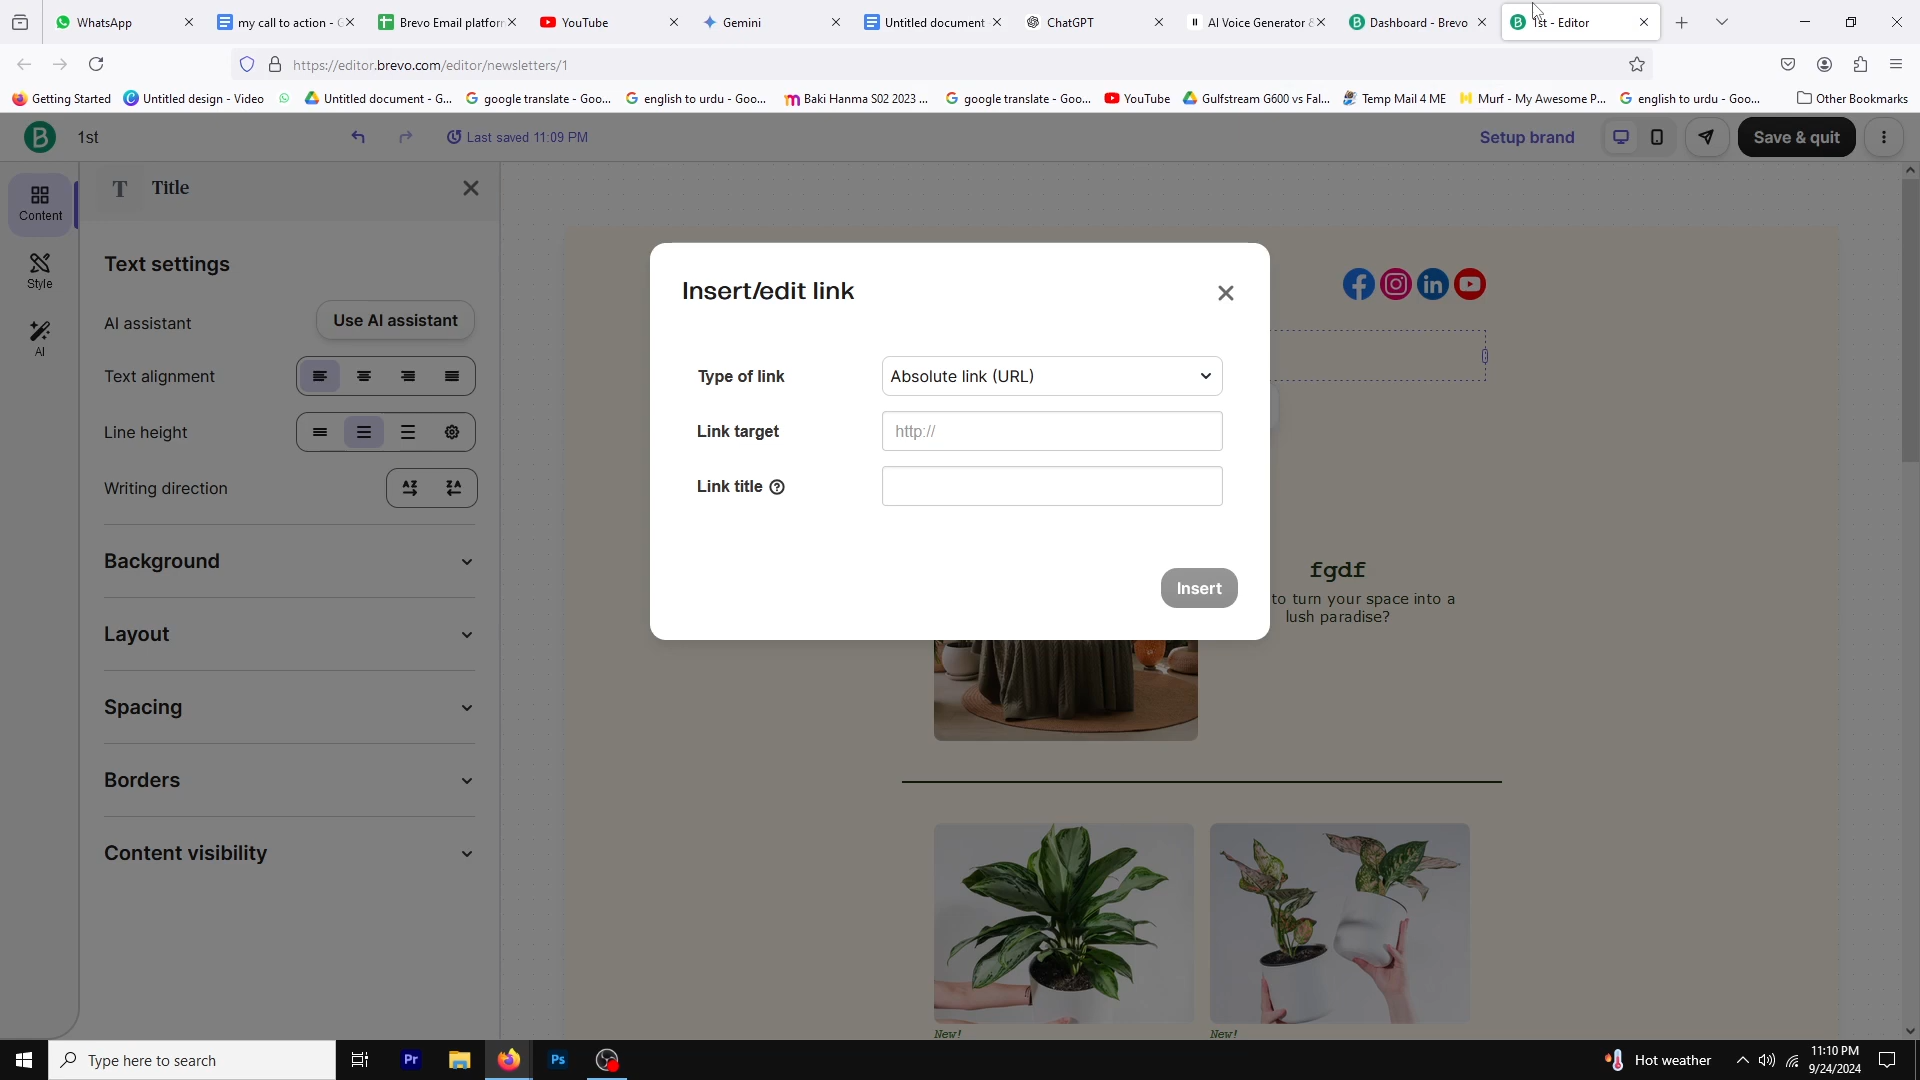 WhatsApp
my call to action - G
Brevo Email platform
YouTube
Gemini
Untitled document
ChatGPT
AI Voice Generator &
Dashboard - Brevo
1st - Editor
https://editor.brevo.com/editor/newsletters/1
Getting Started
Untitled design - Video
Untitled document - G...
google translate - Goo...
english to urdu - Goo...
Baki Hanma S02 2023 ...
google translate - Goo...
YouTube
Gulfstream G600 vs Fal...
Temp Mail 4 ME
Murf - My Awesome P...
english to urdu - Goo...
Other Bookmarks
B
1st
Last saved 11:09 PM
Setup brand
Save & quit
Content
Style
AI
T Title
Text settings
AI assistant
Use AI assistant
Text alignment
Line height
Writing direction
Background
Layout
Spacing
Borders
Content visibility
Insert/edit link
Type of link
Absolute link (URL)
Link target
http://
Link title
Insert
fgdf
to turn your space into a
lush paradise?
New!
New!
Type here to search
Pr
Ps
Hot weather
11:10 PM
9/24/2024